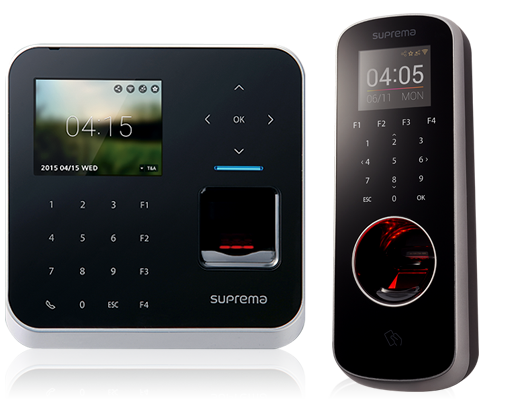 04:15
2015 04/15 WED
T&A
OK
1 2 3 F1
4 5 6 F2
7 8 9 F3
0 ESC F4
suprema
suprema
04:05
06/11 MON
F1 F2 F3 F4
1 2 3
4 5 6
7 8 9
ESC 0 OK